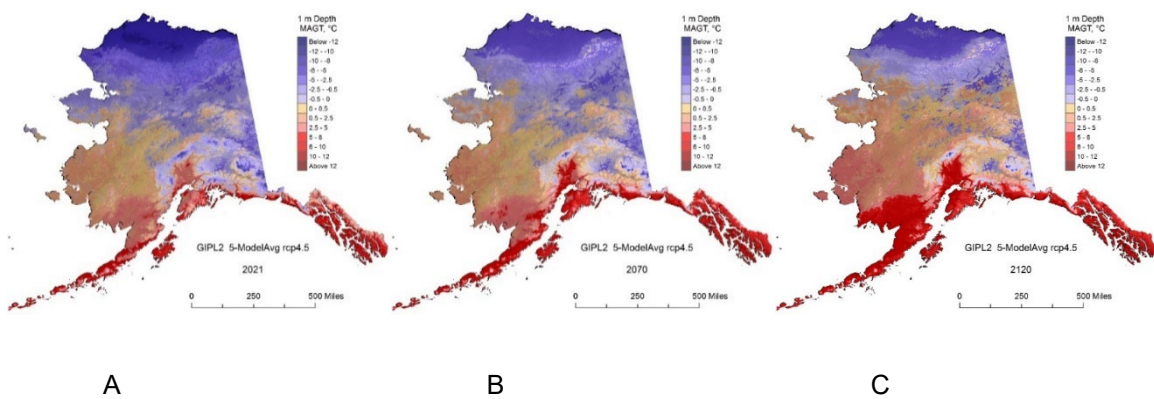 1 m Depth
MAGT, °C
Below -12
-12 - -10
-10 - -8
-8 - -5
-5 - -2.5
-2.5 - -0.5
-0.5 - 0
0 - 0.5
0.5 - 2.5
2.5 - 5
5 - 8
10 - 12
Above 12
GIPL2 5-ModelAvg rcp4.5
2021
0 250 500 Miles
1 m Depth
MAGT, °C
Below -12
-12 - -10
-10 - -8
-8 - -5
-5 - -2.5
-2.5 - -0.5
-0.5 - 0
0 - 0.5
0.5 - 2.5
2.5 - 5
5 - 8
10 - 12
Above 12
GIPL2 5-ModelAvg rcp4.5
2070
0 250 500 Miles
1 m Depth
MAGT, °C
Below -12
-12 - -10
-10 - -8
-8 - -5
-5 - -2.5
-2.5 - -0.5
-0.5 - 0
0 - 0.5
0.5 - 2.5
2.5 - 5
5 - 8
10 - 12
Above 12
GIPL2 5-ModelAvg rcp4.5
2120
0 250 500 Miles
A B C